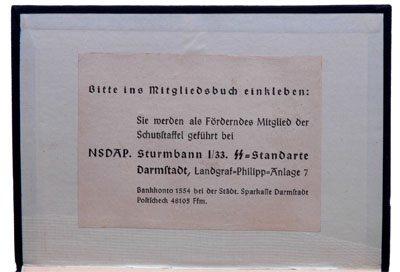 Bitte ins Mitgliedsbuch einkleben:
Sie werden als Förderndes Mitglied der
Schutzstaffel geführt bei
NSDAP. Sturmbann I/33. SS-Standarte
Darmstadt, Landgraf-Philipp-Anlage 7
Bankkonto 1554 bei der Städt. Sparkasse Darmstadt
Postscheck 48105 Ffm.